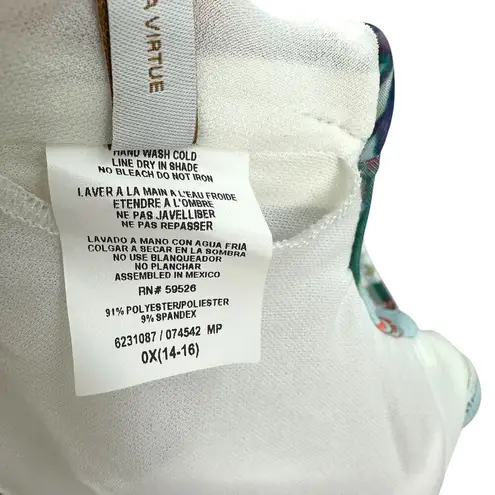 A VIRTUE
HAND WASH COLD
LINE DRY IN SHADE
NO BLEACH DO NOT IRON
LAVER A LA MAIN A L'EAU FROIDE
ETENDRE A L'OMBRE
NE PAS JAVELLISER
NE PAS REPASSER
LAVADO A MANO CON AGUA FRIA
COLGAR A SECAR EN LA SOMBRA
NO USE BLANQUEADOR
NO PLANCHAR
ASSEMBLED IN MEXICO
RN# 59526
91% POLYESTER/POLIESTER
9% SPANDEX
6231087 / 074542 MP
0X(14-16)